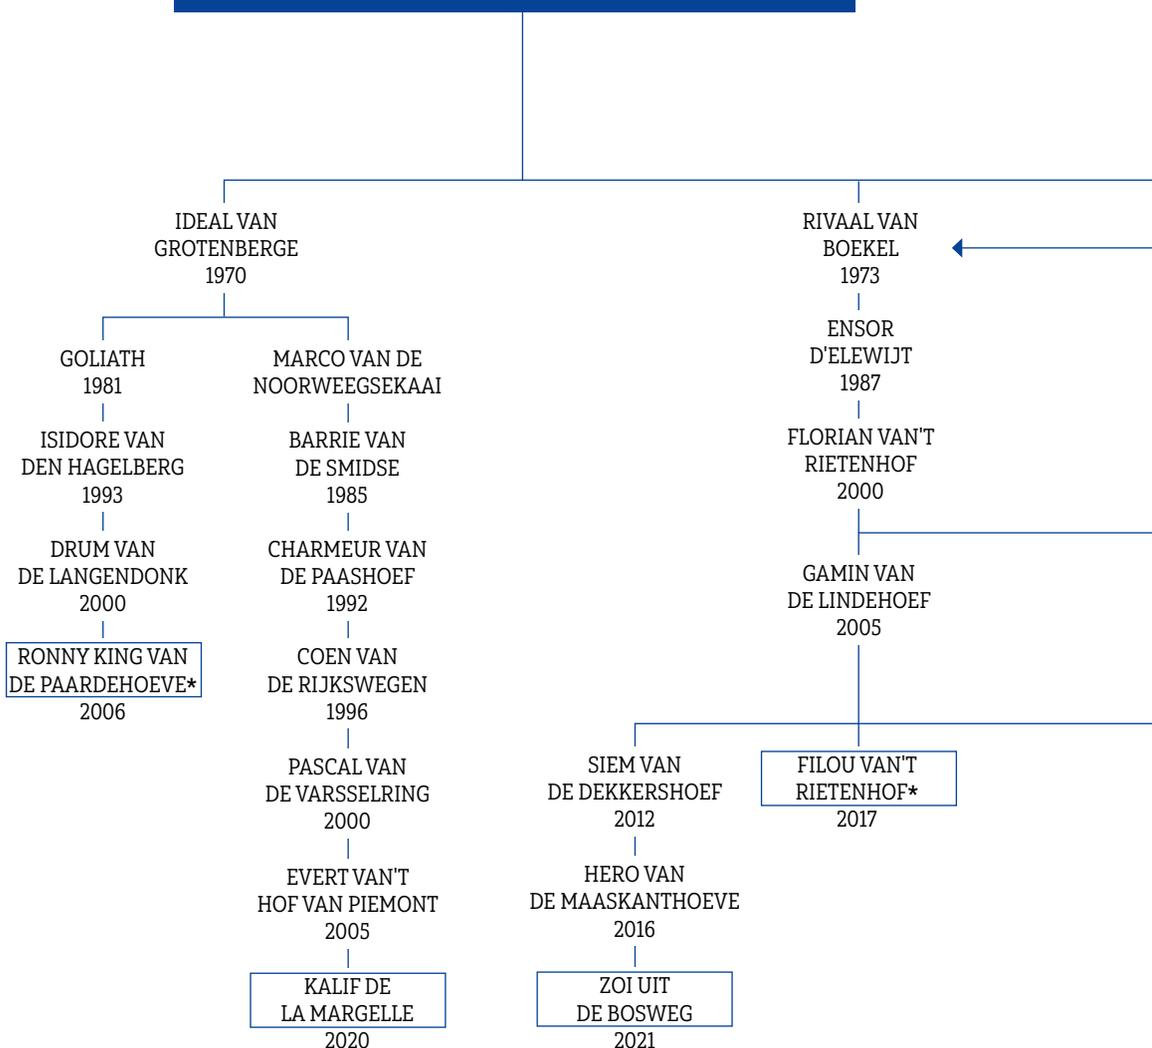 IDEAL VAN
GROTENBERGE
1970
RIVAAL VAN
BOEKEL
1973
GOLIATH
1981
MARCO VAN DE
NOORWEEGSEKAAI
ENSOR
D'ELEWIJT
1987
ISIDORE VAN
DEN HAGELBERG
1993
BARRIE VAN
DE SMIDSE
1985
FLORIAN VAN'T
RIETENHOF
2000
DRUM VAN
DE LANGENDONK
2000
CHARMEUR VAN
DE PAASHOEF
1992
GAMIN VAN
DE LINDEHOEF
2005
RONNY KING VAN
DE PAARDEHOEVE*
2006
COEN VAN
DE RIJKSWEGEN
1996
PASCAL VAN
DE VARSSELRING
2000
SIEM VAN
DE DEKKERSHOEF
2012
FILOU VAN'T
RIETENHOF*
2017
EVERT VAN'T
HOF VAN PIEMONT
2005
HERO VAN
DE MAASKANTHOEVE
2016
KALIF DE
LA MARGELLE
2020
ZOI UIT
DE BOSWEG
2021